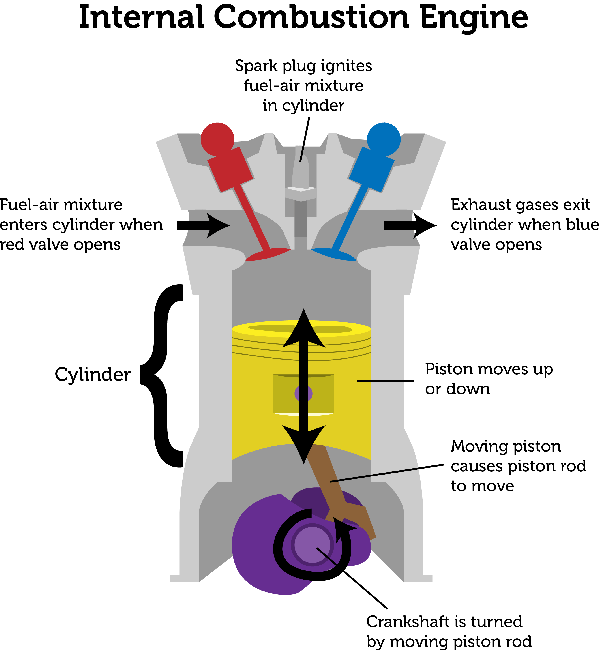 Internal Combustion Engine
Spark plug ignites
fuel-air mixture
in cylinder
Fuel-air mixture
enters cylinder when
red valve opens
Exhaust gases exit
cylinder when blue
valve opens
Cylinder
Piston moves up
or down
Moving piston
causes piston rod
to move
Crankshaft is turned
by moving piston rod